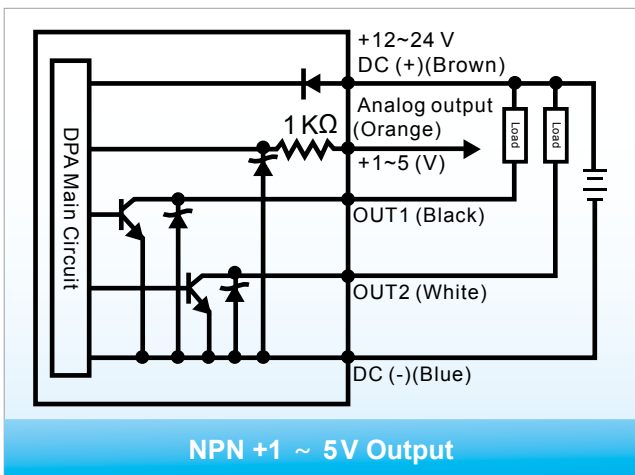 +12~24 V
DC (+)(Brown)
Analog output
(Orange)
1 KΩ
+1~5 (V)
Load
Load
DPA Main Circuit
OUT1 (Black)
OUT2 (White)
DC (-)(Blue)
NPN +1 ~ 5V Output